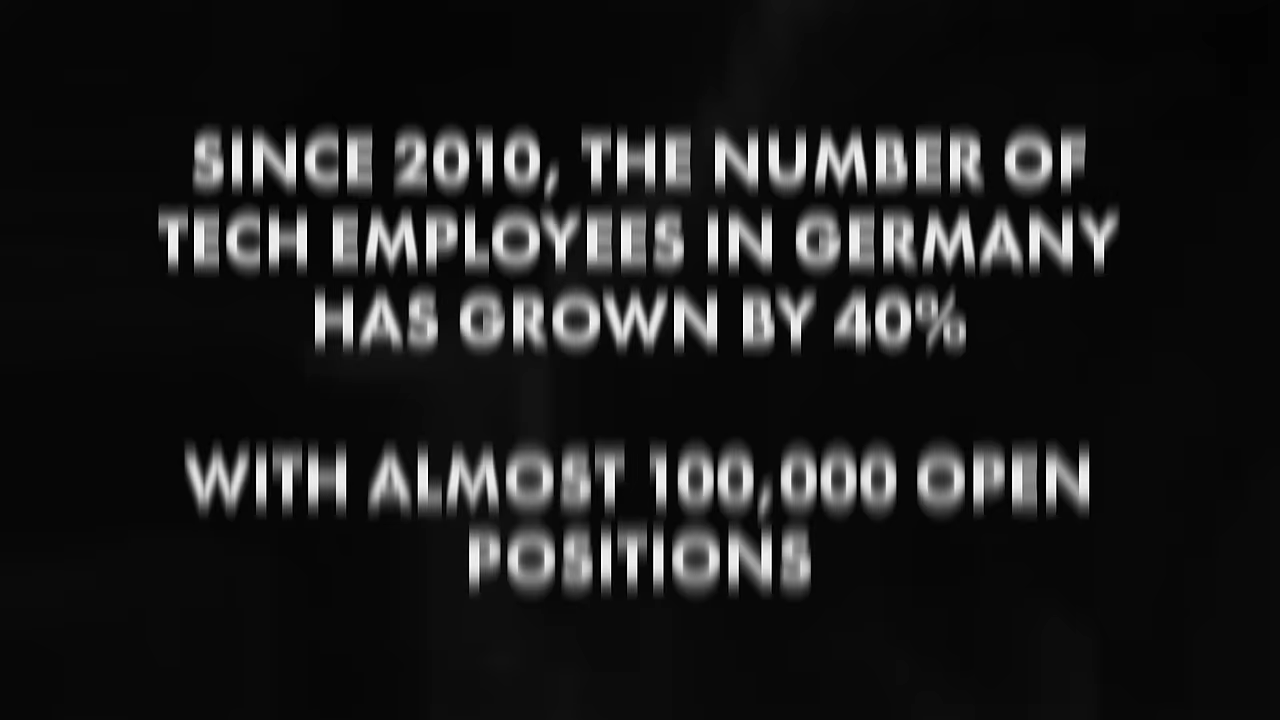 SINCE 2010, THE NUMBER OF
TECH EMPLOYEES IN GERMANY
HAS GROWN BY 40%
WITH ALMOST 100,000 OPEN
POSITIONS